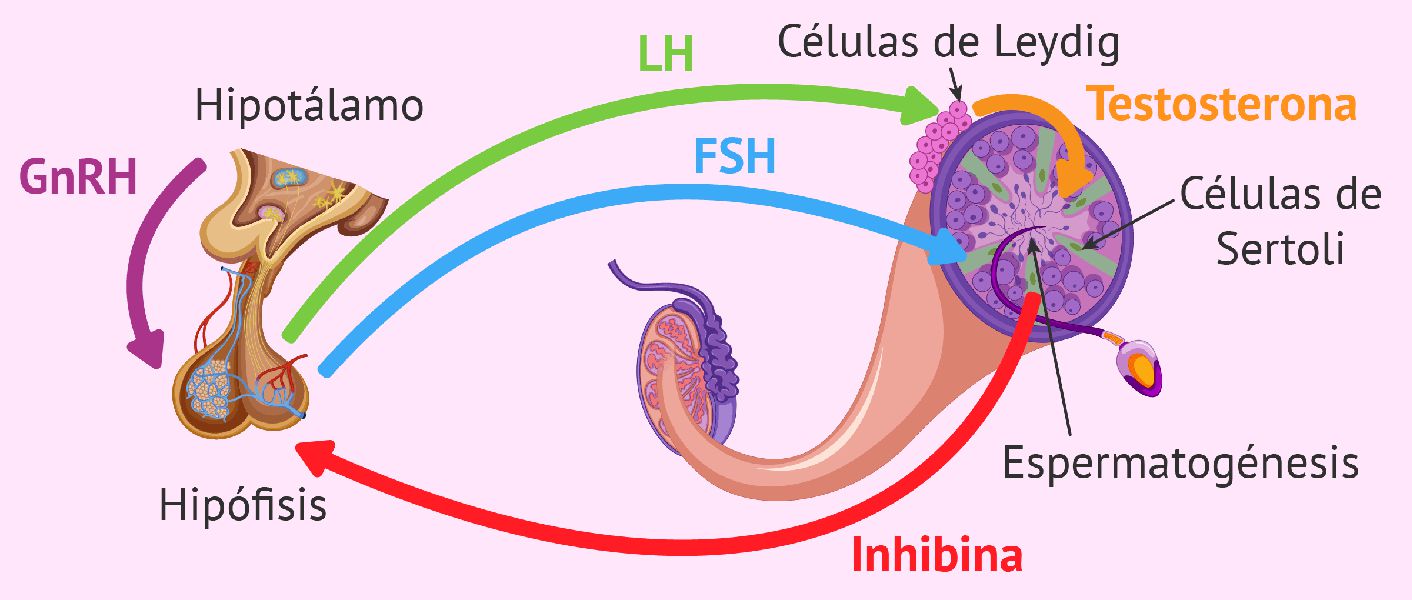 LH
Células de Leydig
Hipotálamo
Testosterona
GnRH
FSH
Células de
Sertoli
Espermatogénesis
Hipófisis
Inhibina